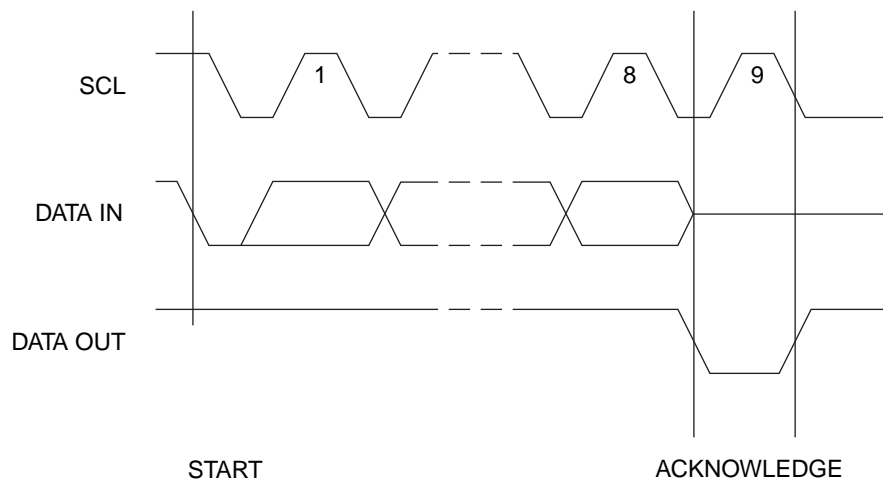 SCL
1
8
9
DATA IN
DATA OUT
START
ACKNOWLEDGE